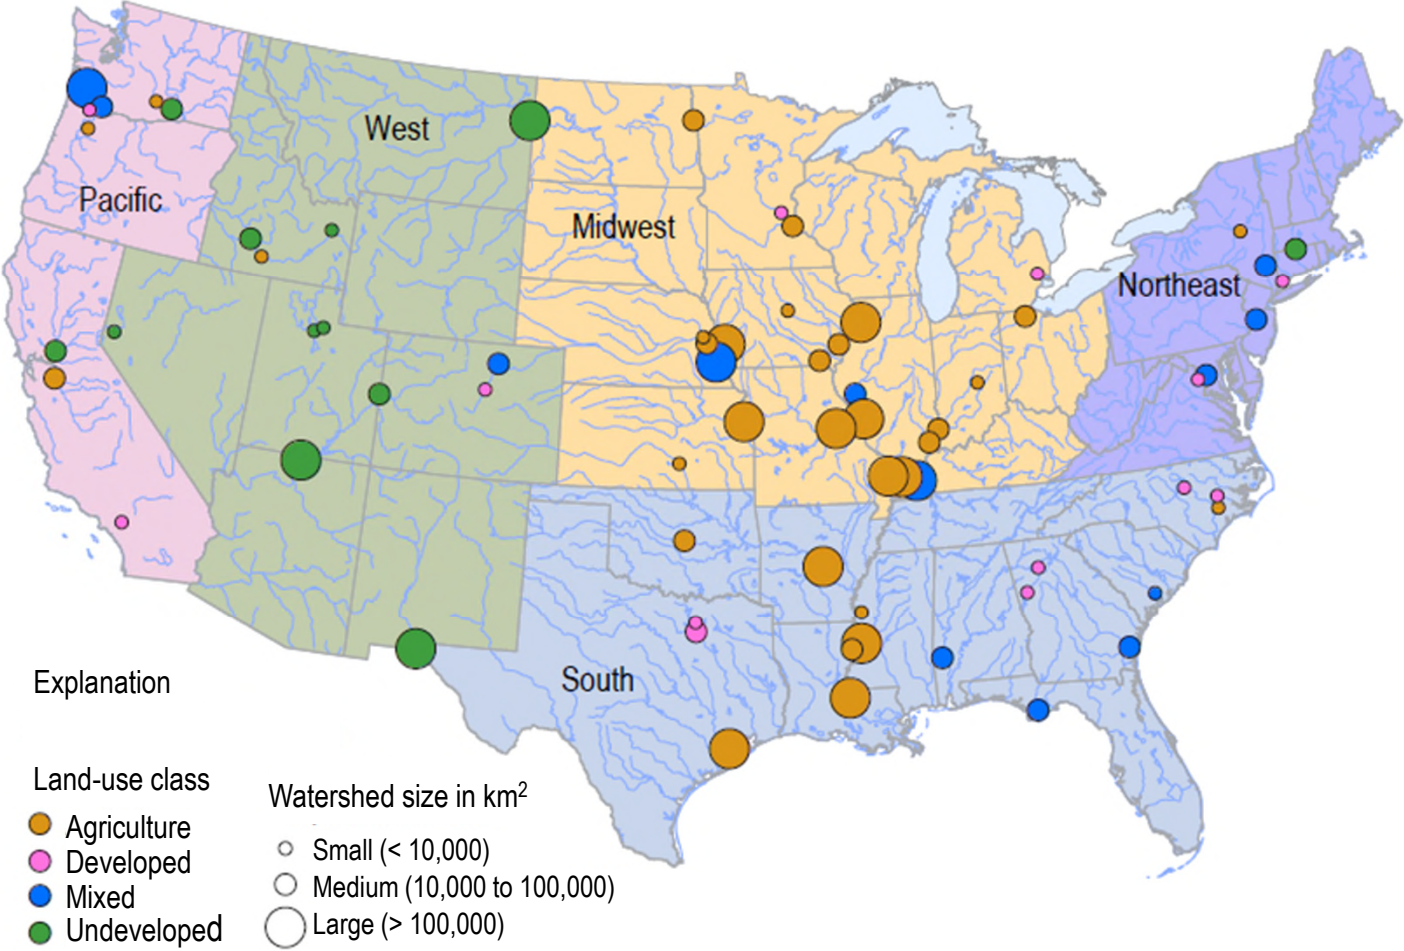 West
Pacific
Midwest
Northeast
South
Explanation
Land-use class
Agriculture
Developed
Mixed
Undeveloped
Watershed size in km²
Small (< 10,000)
Medium (10,000 to 100,000)
Large (> 100,000)